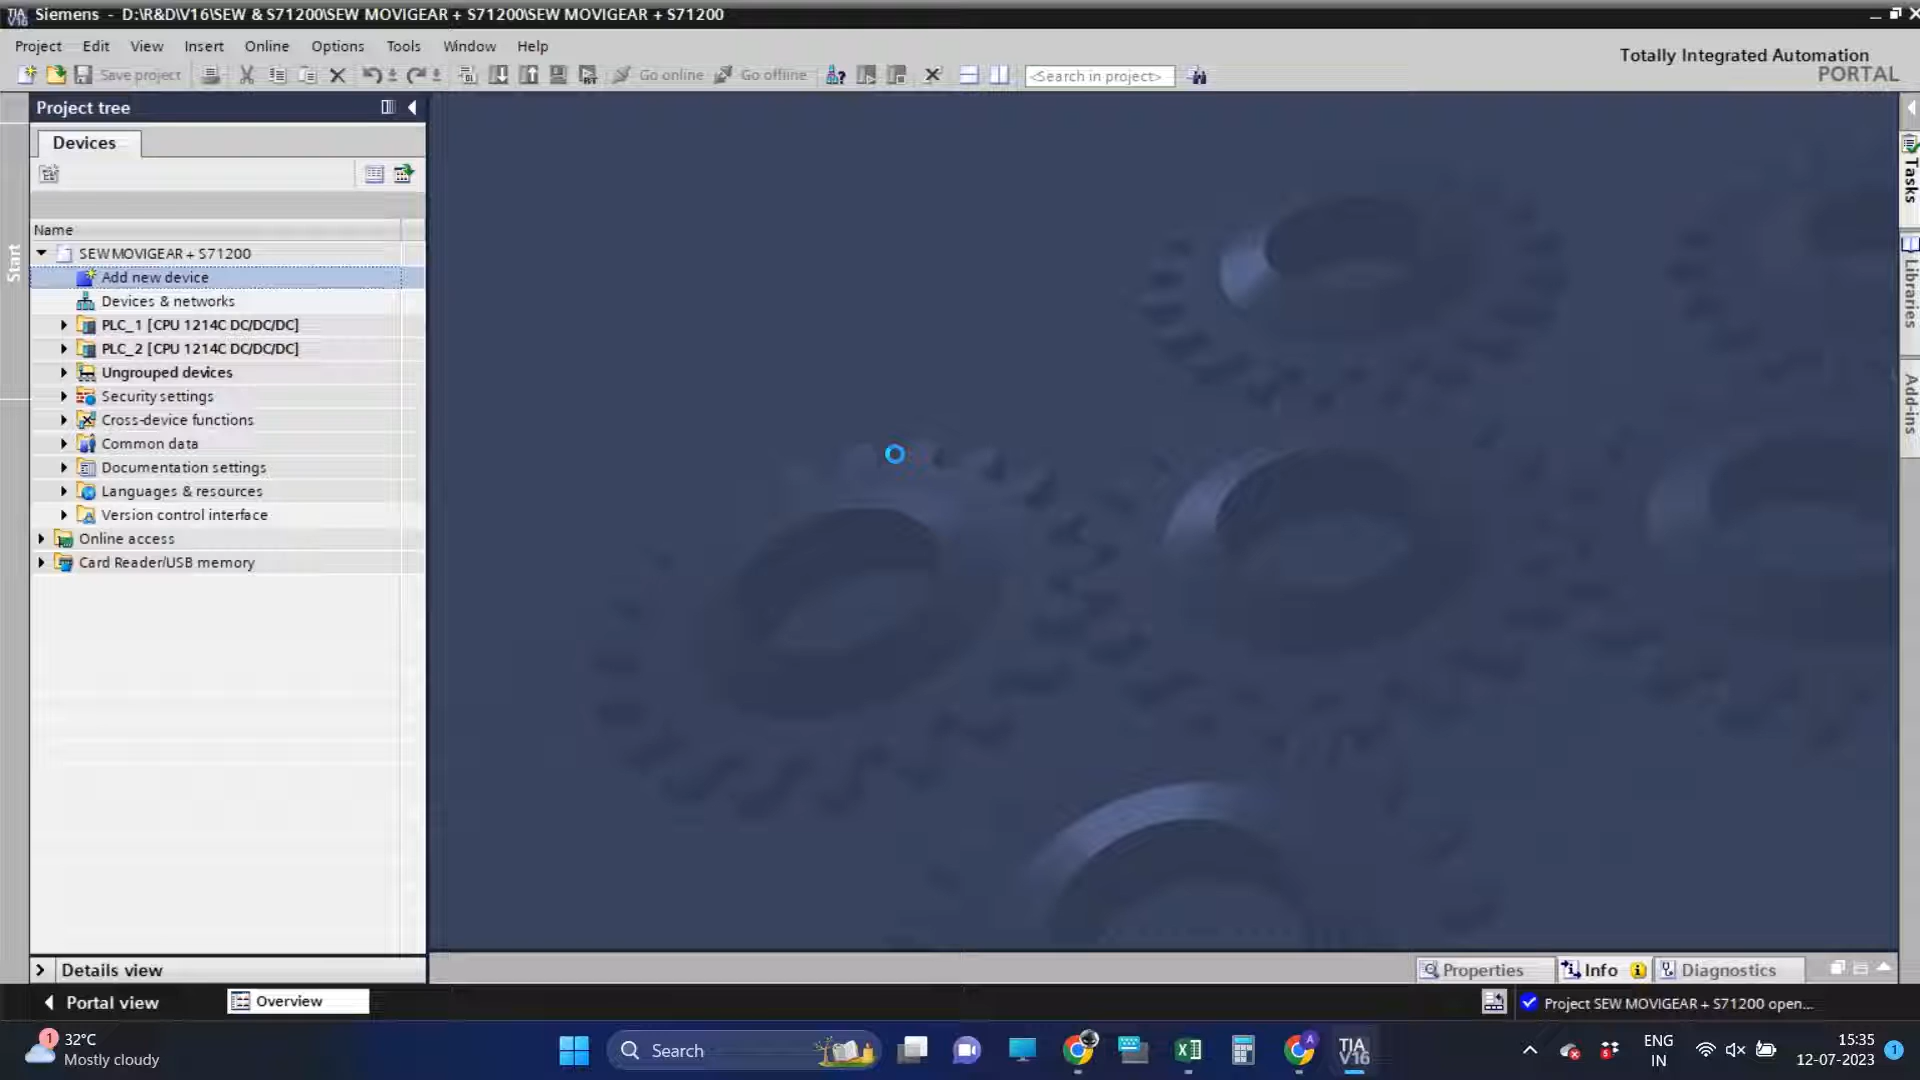 Siemens - D:\R&D\V16\SEW & S71200\SEW MOVIGEAR + S71200\SEW MOVIGEAR + S71200
Project Edit View Insert Online Options Tools Window Help
Totally Integrated Automation
PORTAL
Save project
Go online
Go offline
<Search in project>
Project tree
Devices
Name
SEW MOVIGEAR + S71200
Add new device
Devices & networks
PLC_1 [CPU 1214C DC/DC/DC]
PLC_2 [CPU 1214C DC/DC/DC]
Ungrouped devices
Security settings
Cross-device functions
Common data
Documentation settings
Languages & resources
Version control interface
Online access
Card Reader/USB memory
Start
Tasks
Libraries
Add-ins
Details view
Properties
Info
Diagnostics
Portal view
Overview
Project SEW MOVIGEAR + S71200 open...
1
32°C
Mostly cloudy
Search
TIA
V16
ENG
IN
15:35
12-07-2023
1